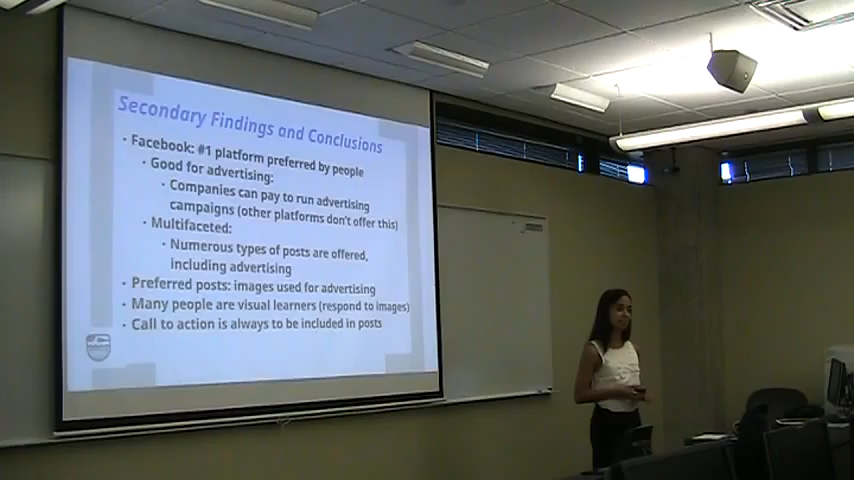 Secondary Findings and Conclusions
• Facebook: #1 platform preferred by people
• Good for advertising:
• Companies can pay to run advertising
campaigns (other platforms don't offer this)
• Multifaceted:
• Numerous types of posts are offered,
including advertising
• Preferred posts: images used for advertising
• Many people are visual learners (respond to images)
• Call to action is always to be included in posts